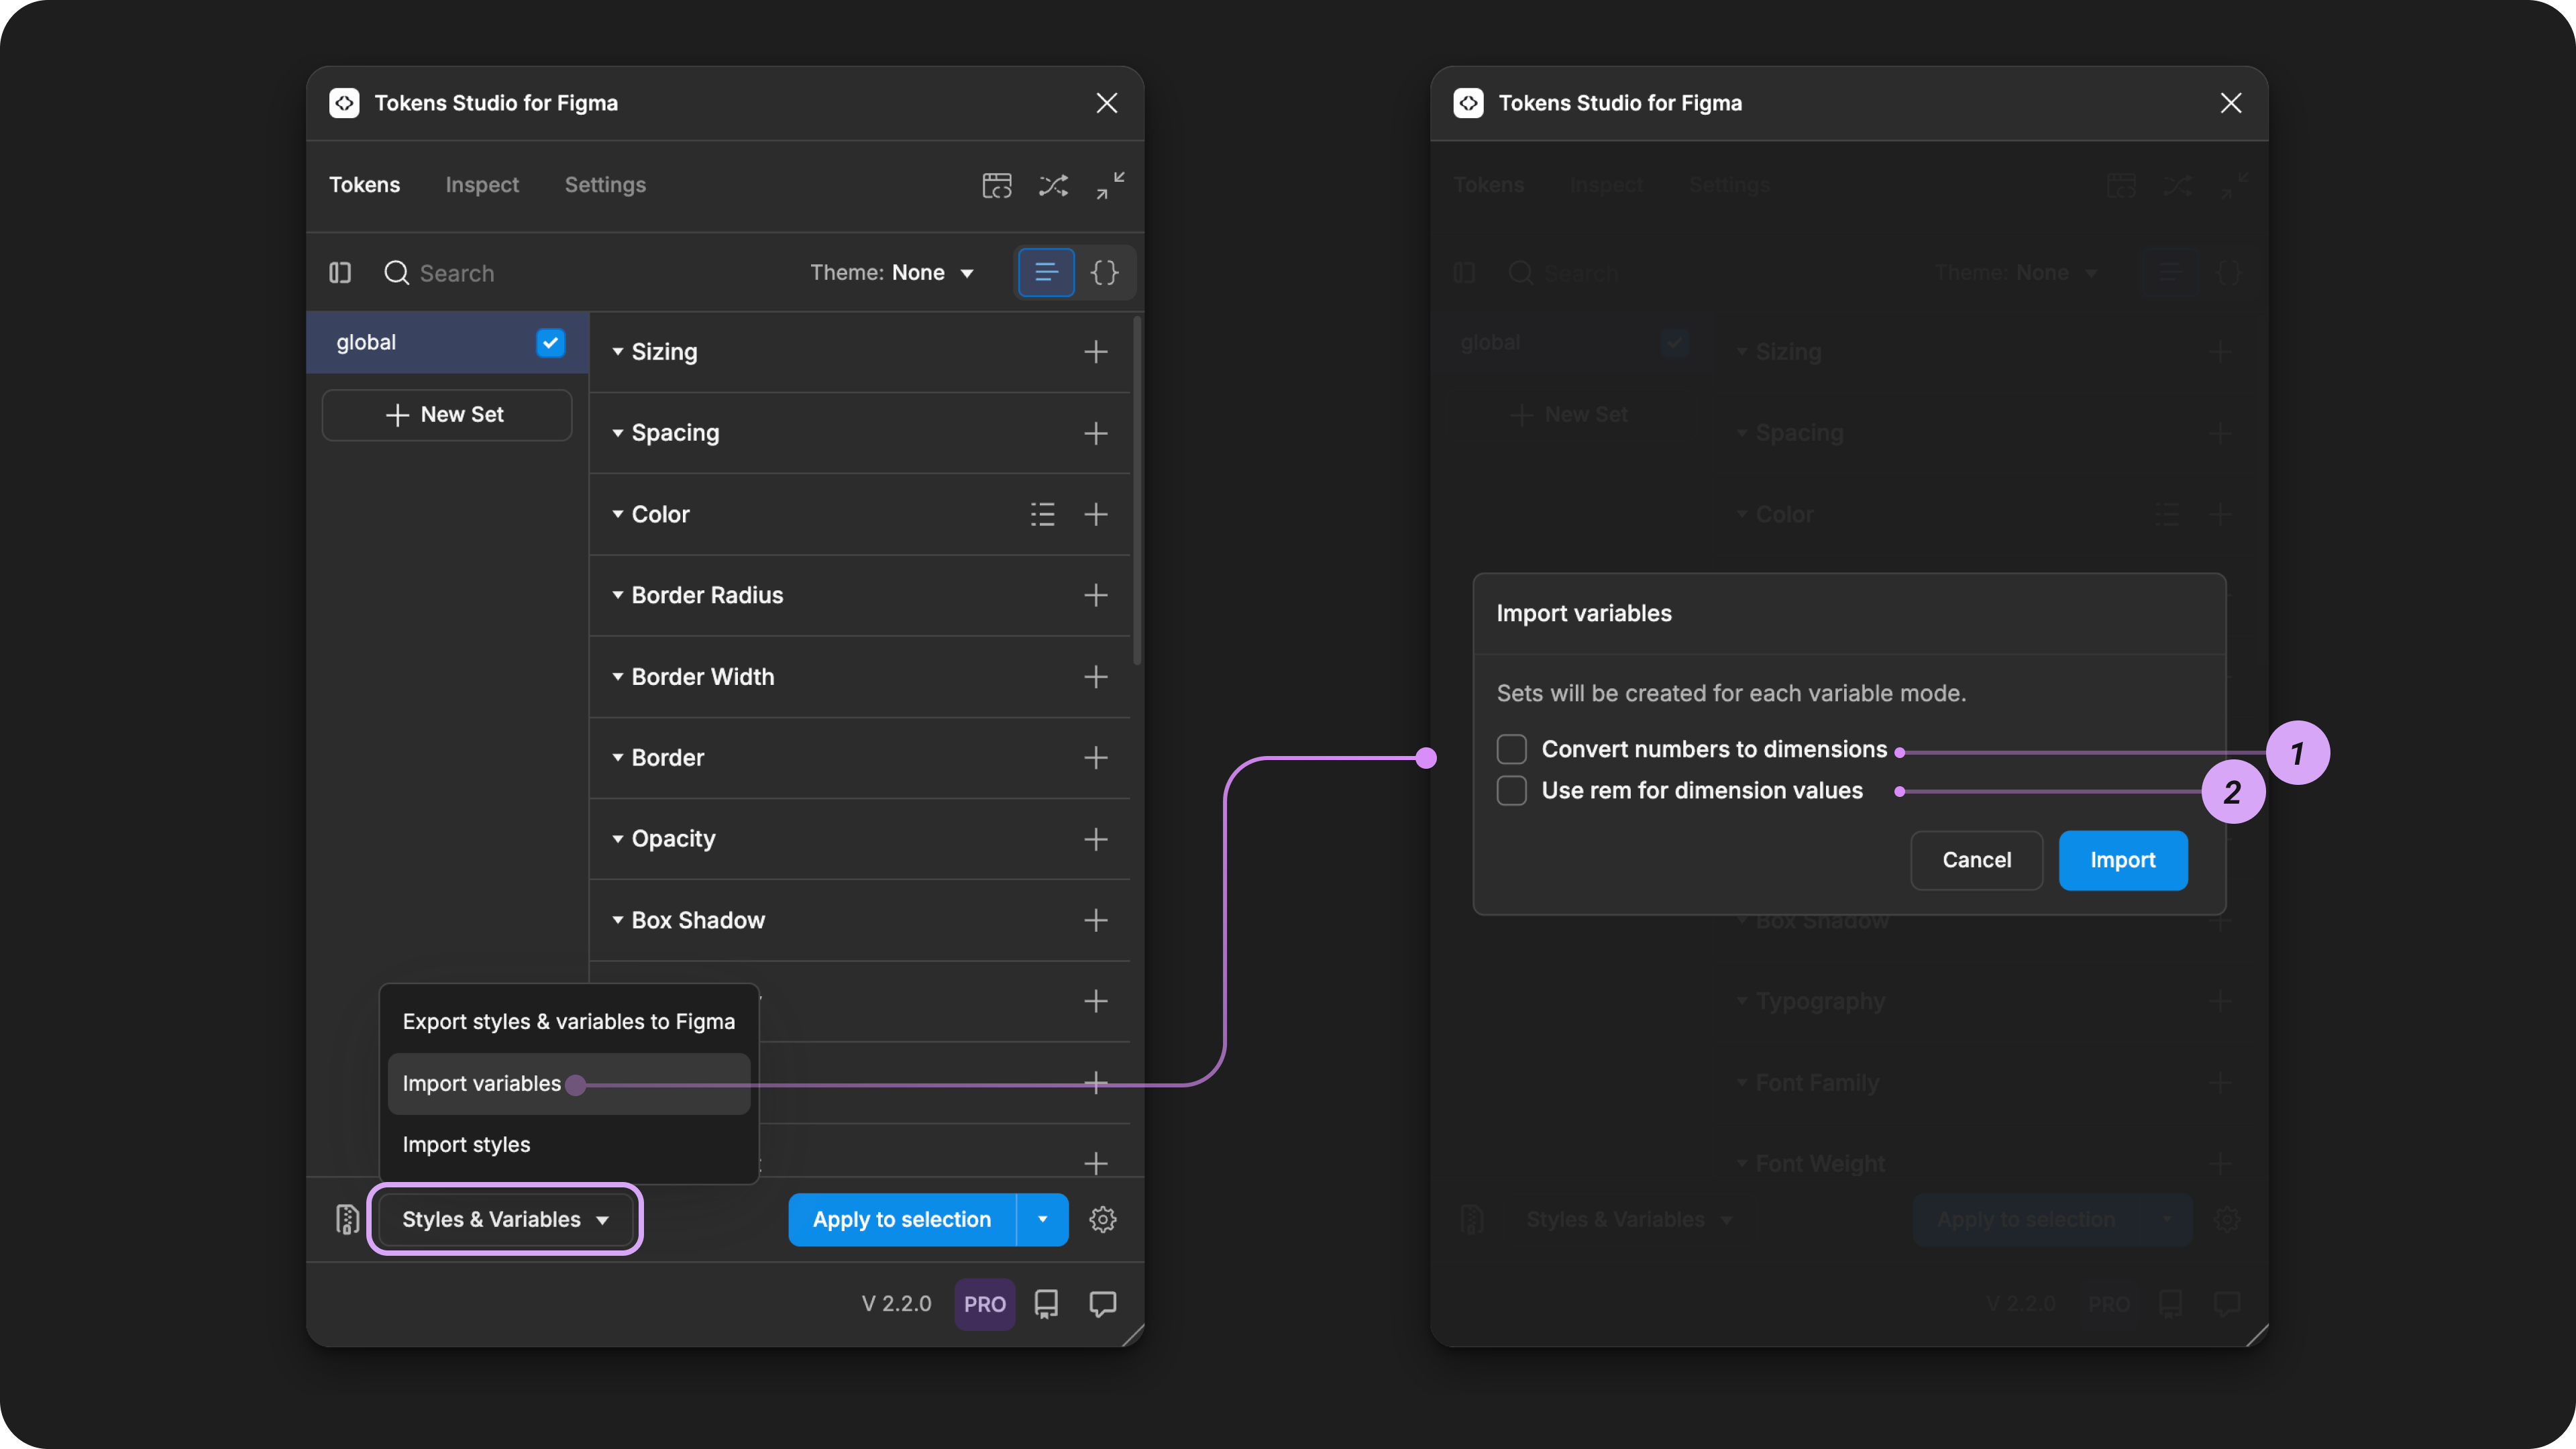 Tokens Studio for Figma
Tokens Inspect Settings
Search Theme: None
global
New Set
Sizing
Spacing
Color
Border Radius
Border Width
Border
Opacity
Box Shadow
Export styles & variables to Figma
Import variables
Import styles
Styles & Variables
Apply to selection
V 2.2.0 PRO
Tokens Studio for Figma
Tokens Inspect Settings
Search Theme: None
global
New Set
Sizing
Spacing
Color
Import variables
Sets will be created for each variable mode.
Convert numbers to dimensions
1
Use rem for dimension values
2
Cancel Import
Box Shadow
Typography
Font Family
Font Weight
Styles & Variables
Apply to selection
V 2.2.0 PRO